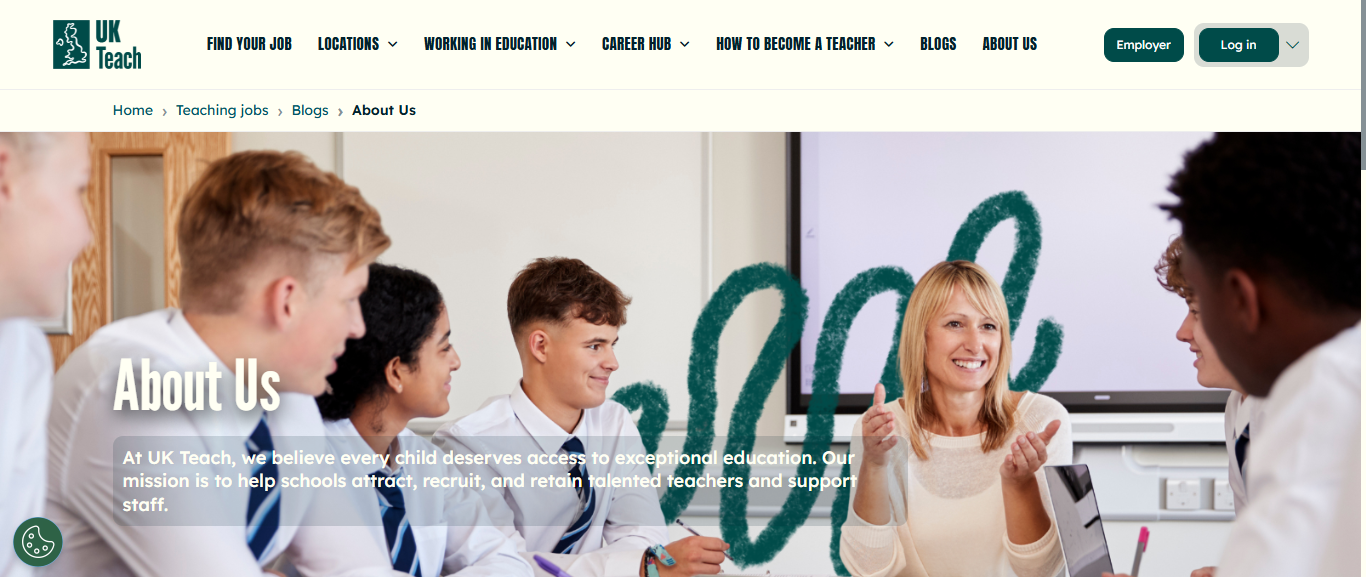 UK
Teach
FIND YOUR JOB
LOCATIONS
WORKING IN EDUCATION
CAREER HUB
HOW TO BECOME A TEACHER
BLOGS
ABOUT US
Employer
Log in
Home › Teaching jobs › Blogs › About Us
About Us
At UK Teach, we believe every child deserves access to exceptional education. Our
mission is to help schools attract, recruit, and retain talented teachers and support
staff.